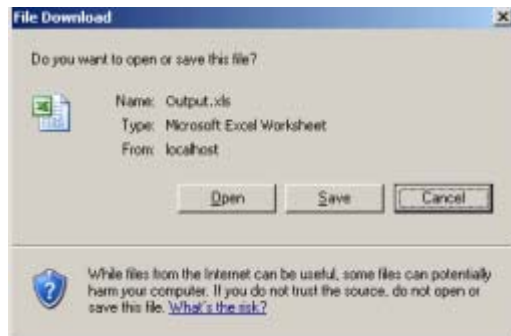 File Download
Do you want to open or save this file?
Name: Output.xls
Type: Microsoft Excel Worksheet
From: localhost
Open Save Cancel
While files from the Internet can be useful, some files can potentially
harm your computer. If you do not trust the source, do not open or
save this file. What's the risk?